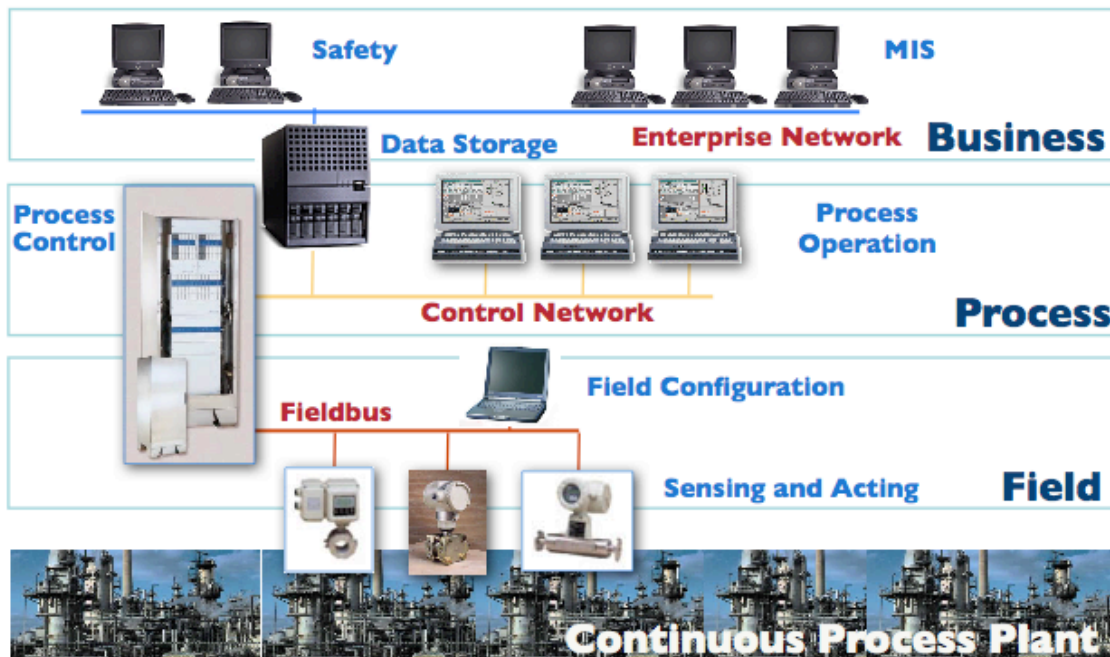 Safety
MIS
Data Storage
Enterprise Network
Business
Process
Control
Process
Operation
Control Network
Process
Field Configuration
Fieldbus
Sensing and Acting
Field
Continuous Process Plant